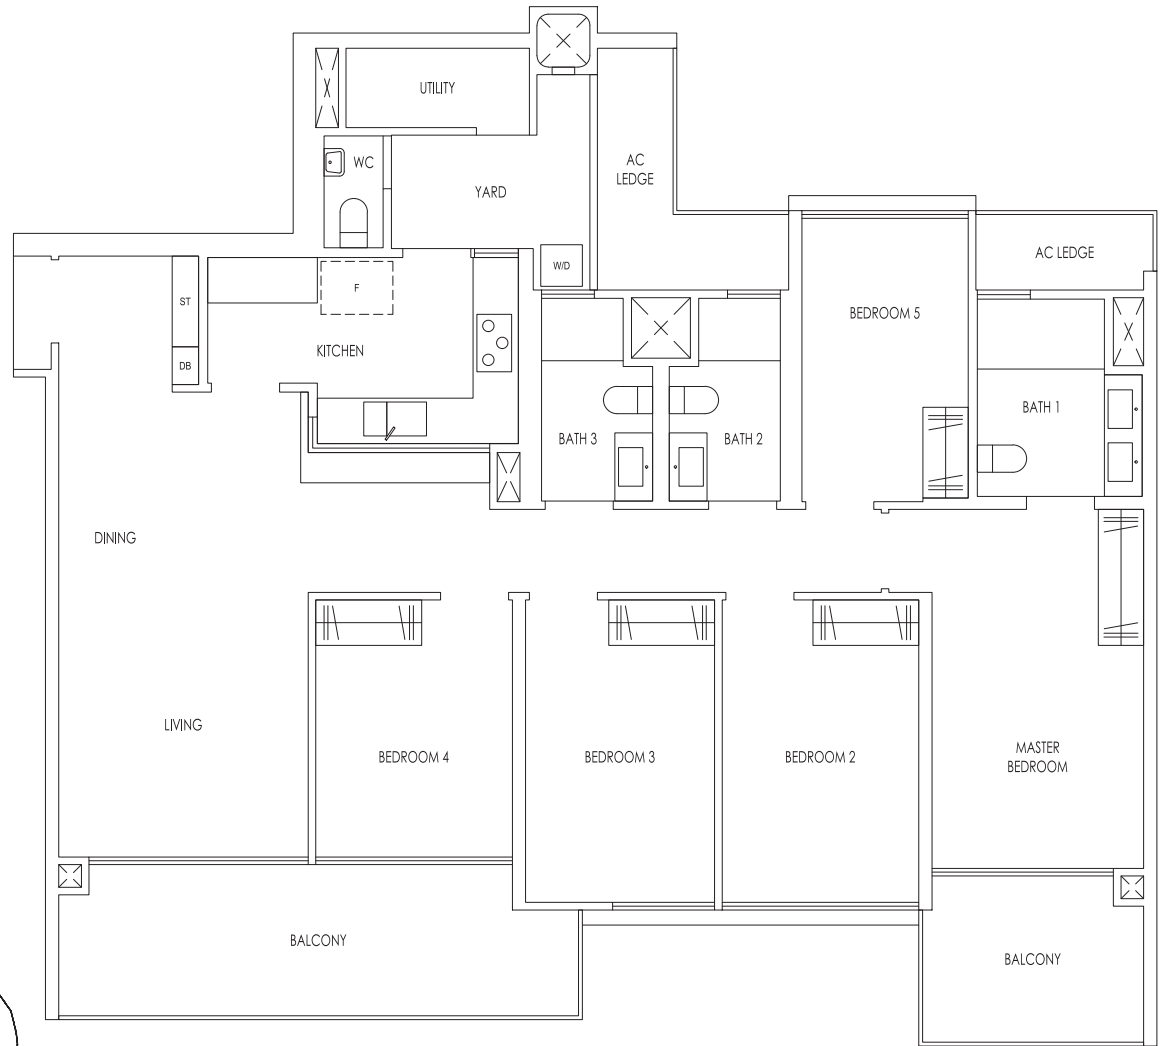 UTILITY
WC
YARD
AC
LEDGE
AC LEDGE
W/D
F
ST
DB
KITCHEN
BEDROOM 5
BATH 1
BATH 3
BATH 2
DINING
LIVING
BEDROOM 4
BEDROOM 3
BEDROOM 2
MASTER
BEDROOM
BALCONY
BALCONY